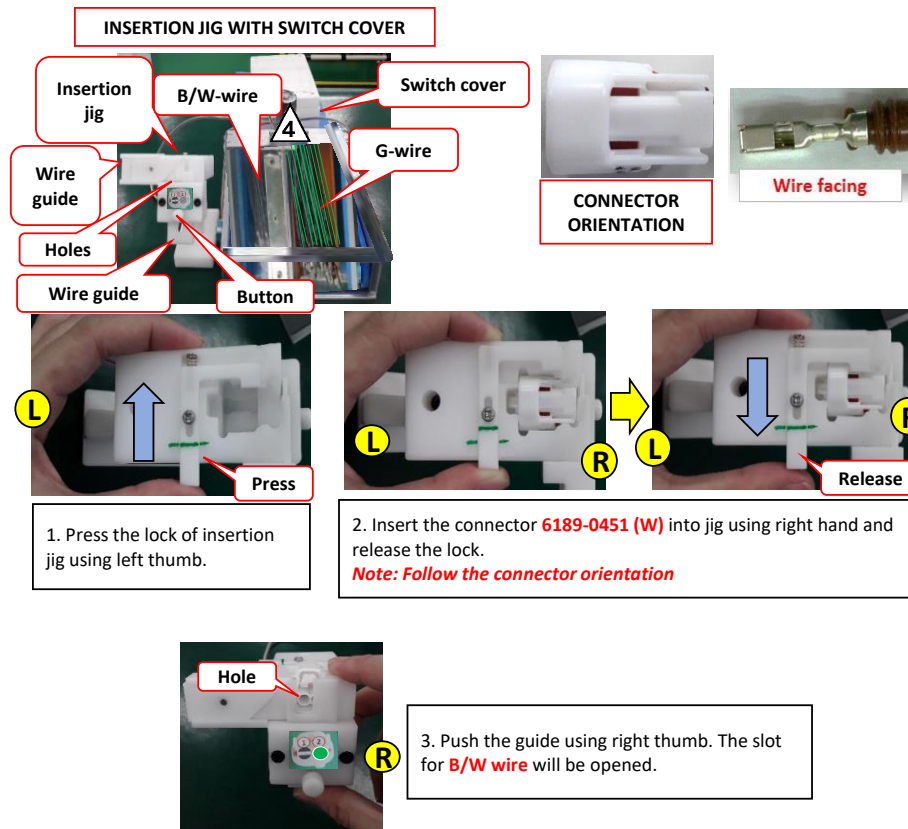 INSERTION JIG WITH SWITCH COVER
Insertion
jig
B/W-wire
Switch cover
4
G-wire
Wire
guide
Holes
Wire guide
Button
CONNECTOR
ORIENTATION
Wire facing
L
Press
L
R
L
R
Release
1. Press the lock of insertion
jig using left thumb.
2. Insert the connector 6189-0451 (W) into jig using right hand and
release the lock.
Note: Follow the connector orientation
Hole
1 2
R
3. Push the guide using right thumb. The slot
for B/W wire will be opened.